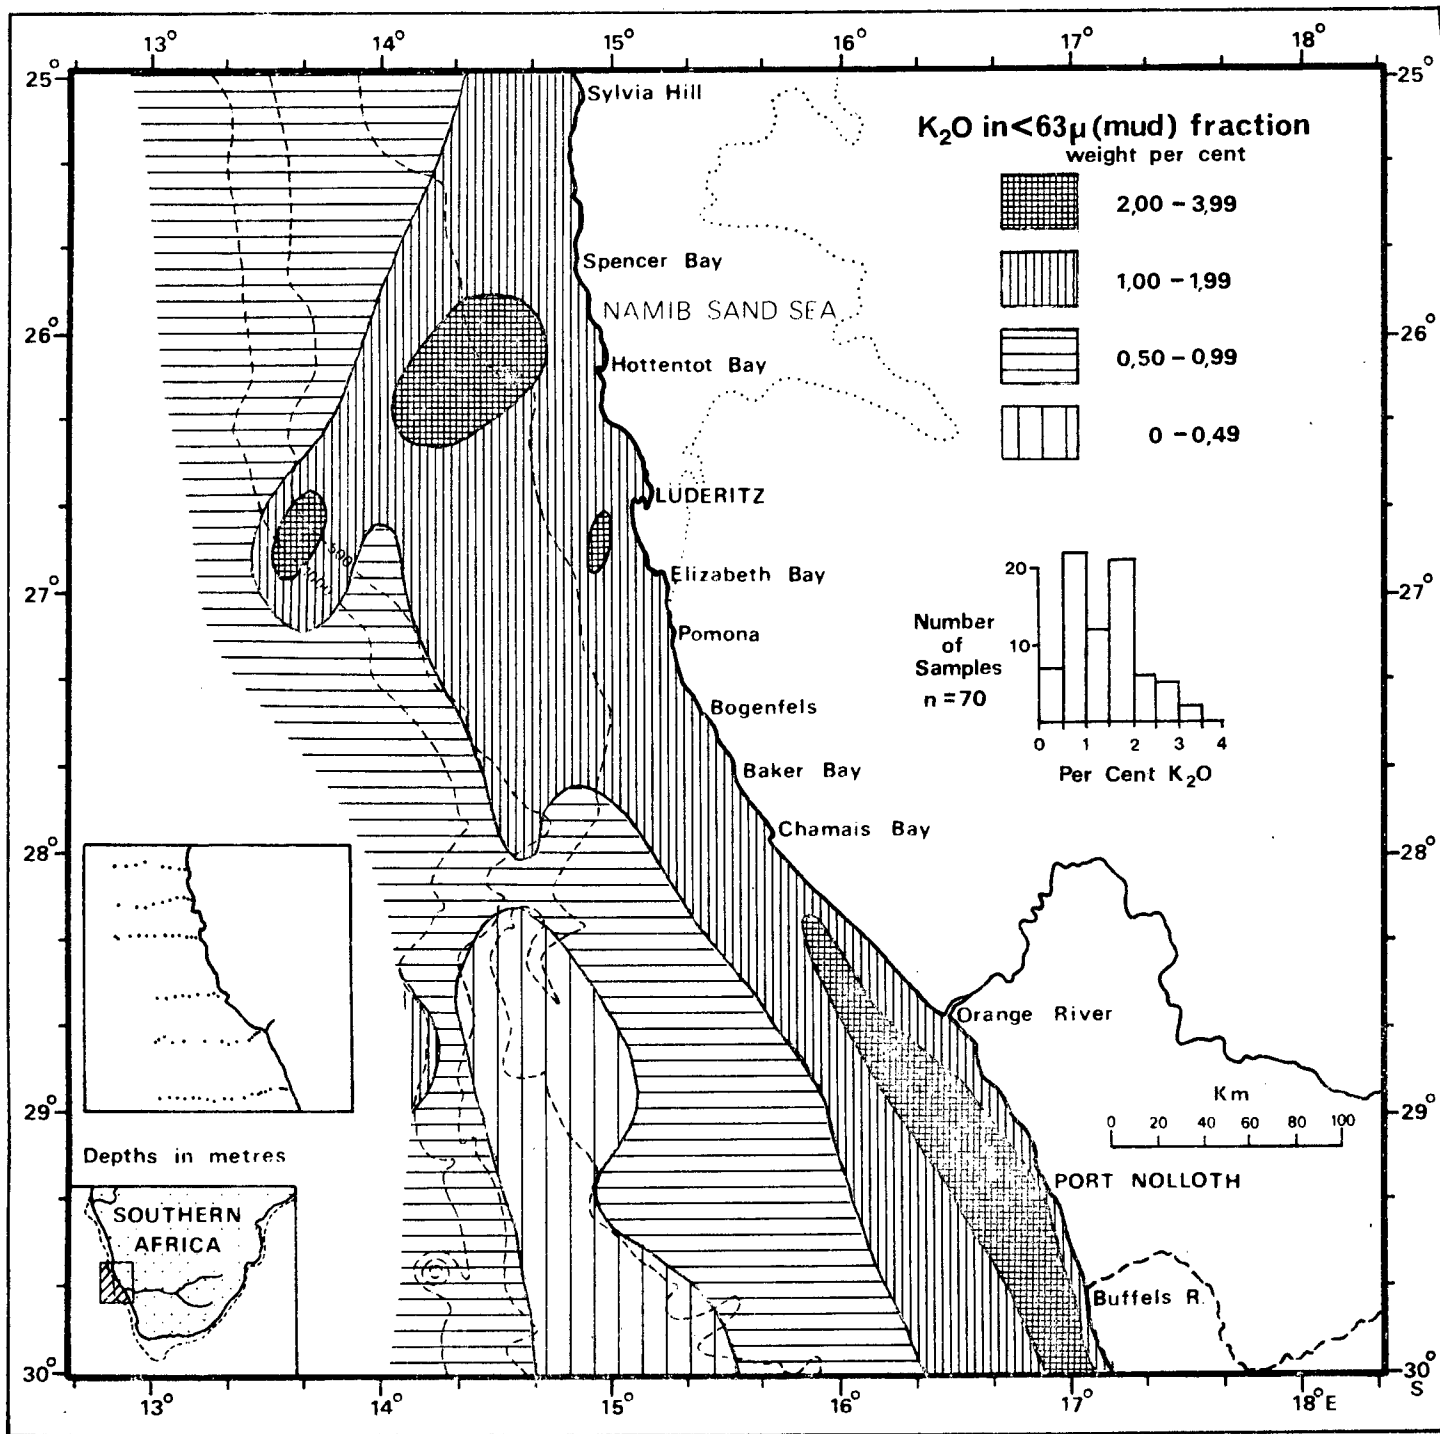 13° 14° 15° 16° 17° 18°
25° 25°
Sylvia Hill
K₂O in<63μ (mud) fraction
weight per cent
2,00 – 3,99
1,00 – 1,99
0,50 – 0,99
0 – 0,49
Spencer Bay
NAMIB SAND SEA
26° 26°
Hottentot Bay
LUDERITZ
500
1000
Elizabeth Bay
27° 27°
Pomona
Bogenfels
Baker Bay
Chamais Bay
Number
of
Samples
n = 70
20
10
0 1 2 3 4
Per Cent K₂O
28° 28°
Orange River
Km
0 20 40 60 80 100
29° 29°
Depths in metres
SOUTHERN
AFRICA
PORT NOLLOTH
Buffels R.
30° 30°
S
13° 14° 15° 16° 17° 18°E